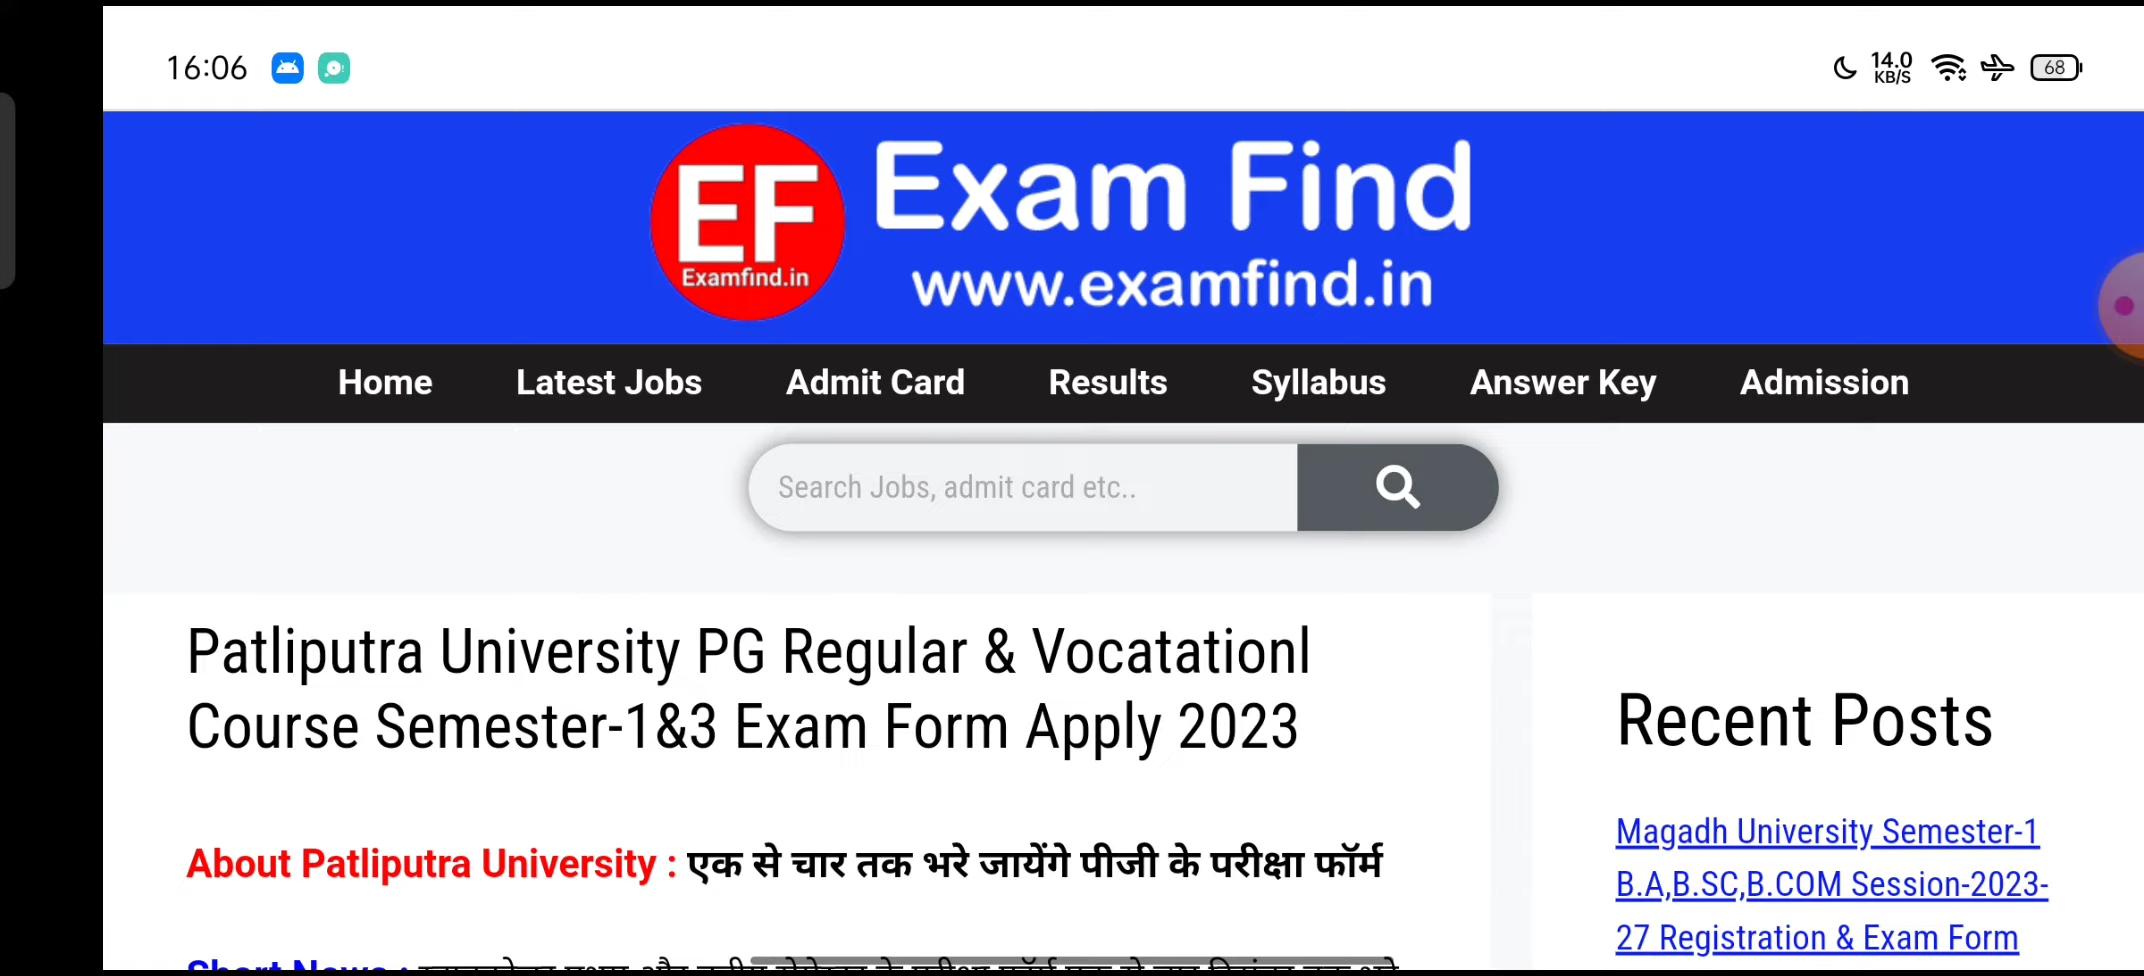 16:06
14.0
KB/S
68
EF
Examfind.in
Exam Find
www.examfind.in
Home Latest Jobs Admit Card Results Syllabus Answer Key Admission
Search Jobs, admit card etc..
Patliputra University PG Regular & Vocatationl
Course Semester-1&3 Exam Form Apply 2023
About Patliputra University : एक से चार तक भरे जायेंगे पीजी के परीक्षा फॉर्म
Short News :
Recent Posts
Magadh University Semester-1
B.A,B.SC,B.COM Session-2023-
27 Registration & Exam Form